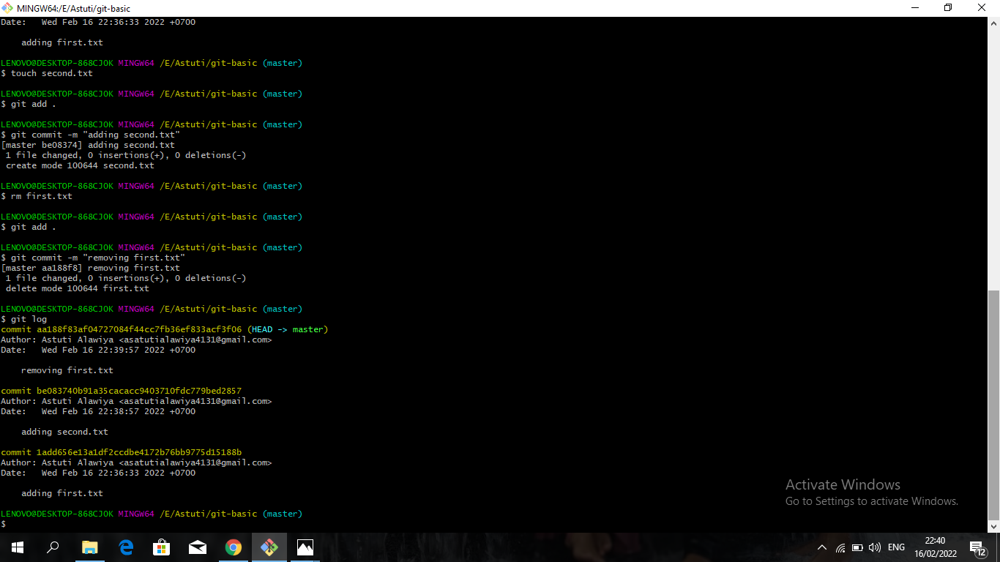 MINGW64:/E/Astuti/git-basic
Date:   Wed Feb 16 22:36:33 2022 +0700
    adding first.txt
LENOVO@DESKTOP-868CJOK MINGW64 /E/Astuti/git-basic (master)
$ touch second.txt
LENOVO@DESKTOP-868CJOK MINGW64 /E/Astuti/git-basic (master)
$ git add .
LENOVO@DESKTOP-868CJOK MINGW64 /E/Astuti/git-basic (master)
$ git commit -m "adding second.txt"
[master be08374] adding second.txt
 1 file changed, 0 insertions(+), 0 deletions(-)
 create mode 100644 second.txt
LENOVO@DESKTOP-868CJOK MINGW64 /E/Astuti/git-basic (master)
$ rm first.txt
LENOVO@DESKTOP-868CJOK MINGW64 /E/Astuti/git-basic (master)
$ git add .
LENOVO@DESKTOP-868CJOK MINGW64 /E/Astuti/git-basic (master)
$ git commit -m "removing first.txt"
[master aa188f8] removing first.txt
 1 file changed, 0 insertions(+), 0 deletions(-)
 delete mode 100644 first.txt
LENOVO@DESKTOP-868CJOK MINGW64 /E/Astuti/git-basic (master)
$ git log
commit aa188f83af04727084f44cc7fb36ef833acf3f06 (HEAD -> master)
Author: Astuti Alawiya <asatutialawiya4131@gmail.com>
Date:   Wed Feb 16 22:39:57 2022 +0700
    removing first.txt
commit be083740b91a35cacacc9403710fdc779bed2857
Author: Astuti Alawiya <asatutialawiya4131@gmail.com>
Date:   Wed Feb 16 22:38:57 2022 +0700
    adding second.txt
commit 1add656e13a1df2ccdbe4172b76bb9775d15188b
Author: Astuti Alawiya <asatutialawiya4131@gmail.com>
Date:   Wed Feb 16 22:36:33 2022 +0700
    adding first.txt
LENOVO@DESKTOP-868CJOK MINGW64 /E/Astuti/git-basic (master)
$
Activate Windows
Go to Settings to activate Windows.
ENG
22:40
16/02/2022
12